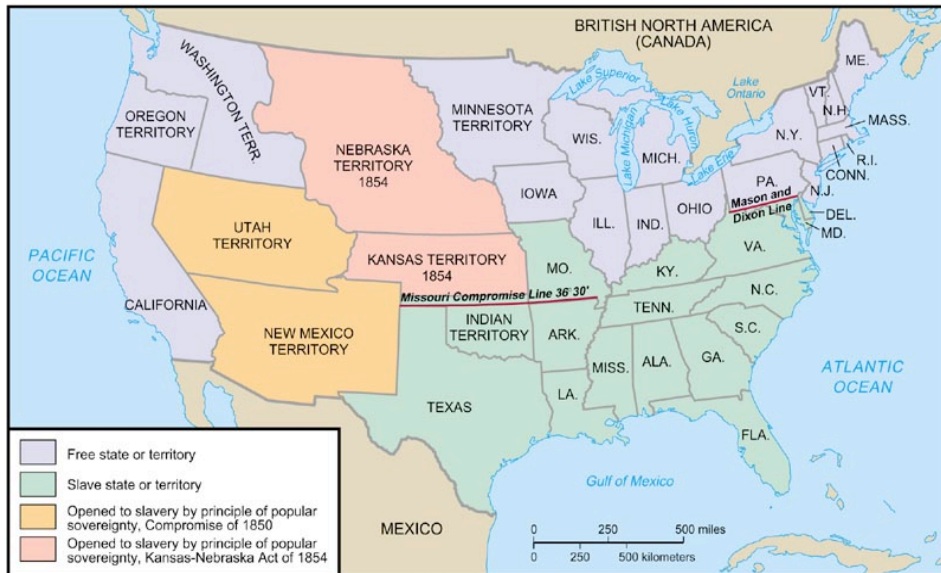 BRITISH NORTH AMERICA
(CANADA)
WASHINGTON TERR.
OREGON
TERRITORY
NEBRASKA
TERRITORY
1854
MINNESOTA
TERRITORY
Lake Superior
Lake Michigan
Lake Huron
Lake
Ontario
Lake Erie
ME.
VT.
N.H.
MASS.
N.Y.
R.I.
CONN.
WIS.
MICH.
IOWA
PA.
N.J.
Mason and
Dixon Line
DEL.
MD.
ILL.
IND.
OHIO
UTAH
TERRITORY
KANSAS TERRITORY
1854
MO.
KY.
VA.
PACIFIC
OCEAN
CALIFORNIA
Missouri Compromise Line 36°30'
N.C.
TENN.
NEW MEXICO
TERRITORY
INDIAN
TERRITORY
ARK.
S.C.
MISS.
ALA.
GA.
ATLANTIC
OCEAN
TEXAS
LA.
FLA.
Gulf of Mexico
MEXICO
Free state or territory
Slave state or territory
Opened to slavery by principle of popular
sovereignty, Compromise of 1850
Opened to slavery by principle of popular
sovereignty, Kansas-Nebraska Act of 1854
0 250 500 miles
0 250 500 kilometers